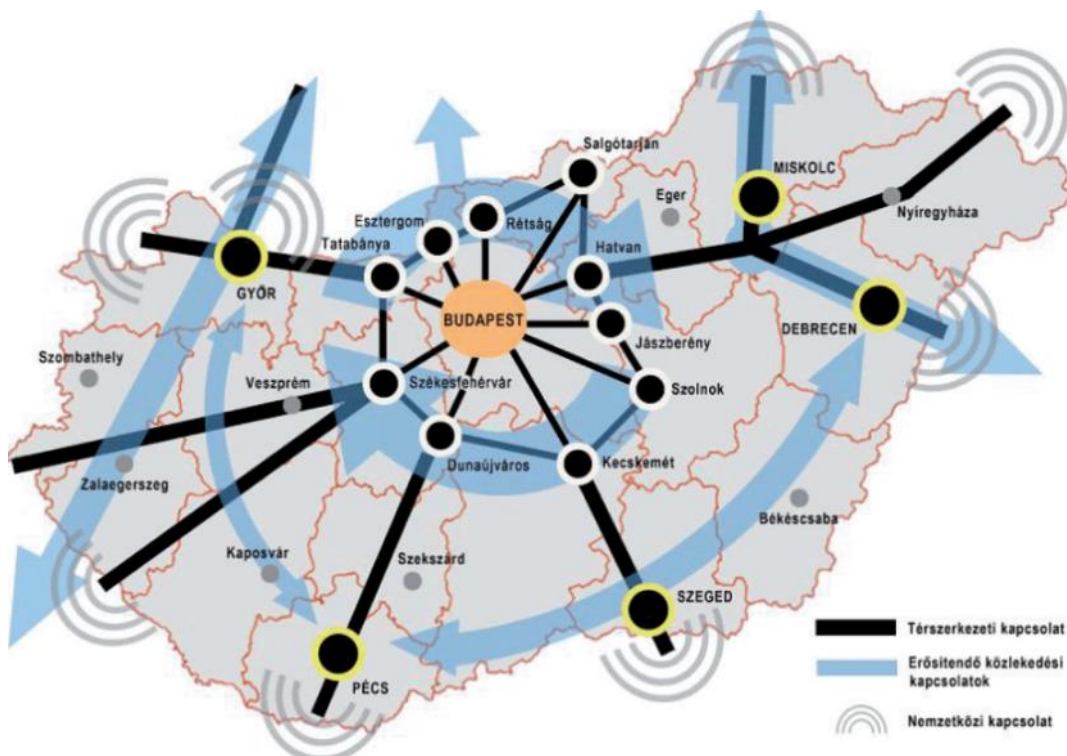 Salgótarján
MISKOLC
Eger
Nyíregyháza
Esztergom
Rétság
Tatabánya
Hatvan
GYŐR
BUDAPEST
DEBRECEN
Jászberény
Szombathely
Veszprém
Székesfehérvár
Szolnok
Dunaújváros
Kecskemét
Zalaegerszeg
Békéscsaba
Kaposvár
Szekszárd
SZEGED
PÉCS
Térszerkezeti kapcsolat
Erősítendő közlekedési
kapcsolatok
Nemzetközi kapcsolat